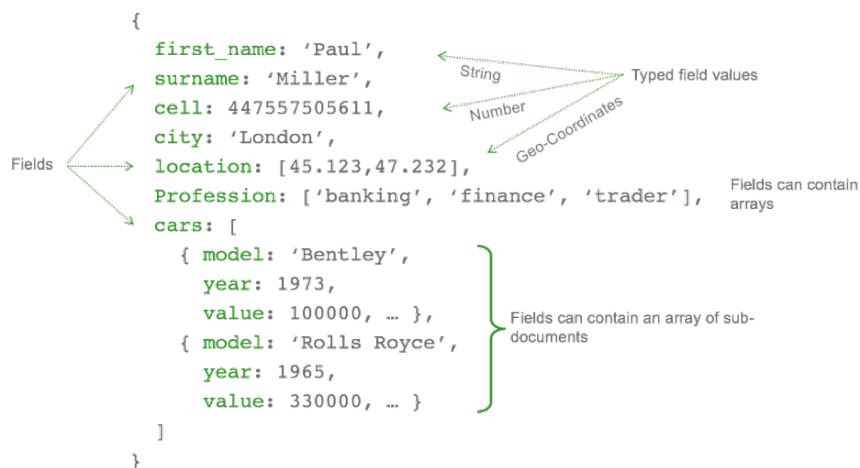 {
first_name: ‘Paul’,
surname: ‘Miller’,
cell: 447557505611,
city: ‘London’,
location: [45.123,47.232],
Profession: [‘banking’, ‘finance’, ‘trader’],
cars: [
{ model: ‘Bentley’,
year: 1973,
value: 100000, … },
{ model: ‘Rolls Royce’,
year: 1965,
value: 330000, … }
]
}
Fields
String
Number
Geo-Coordinates
Typed field values
Fields can contain
arrays
Fields can contain an array of sub-
documents